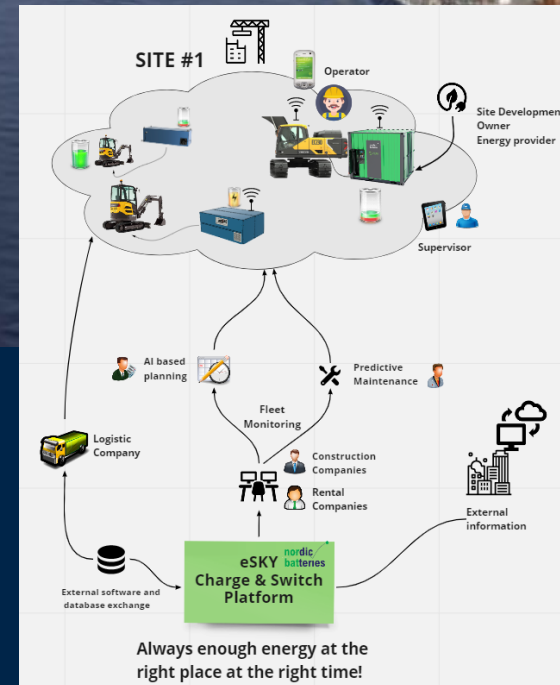 SITE #1
Operator
Site Development
Owner
Energy provider
Supervisor
AI based
planning
Predictive
Maintenance
Fleet
Monitoring
Logistic
Company
Construction
Companies
Rental
Companies
External
information
External software and
database exchange
eSKY nordic
batteries
Charge & Switch
Platform
Always enough energy at the
right place at the right time!